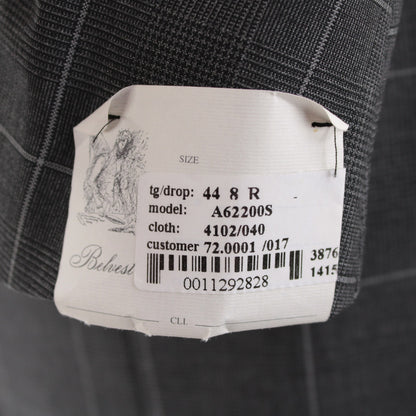 SIZE
tg/drop: 44 8 R -
model: A62200S
cloth: 4102/040
customer 72.0001 /017
Belvest
3876
1415
0011292828
CLL